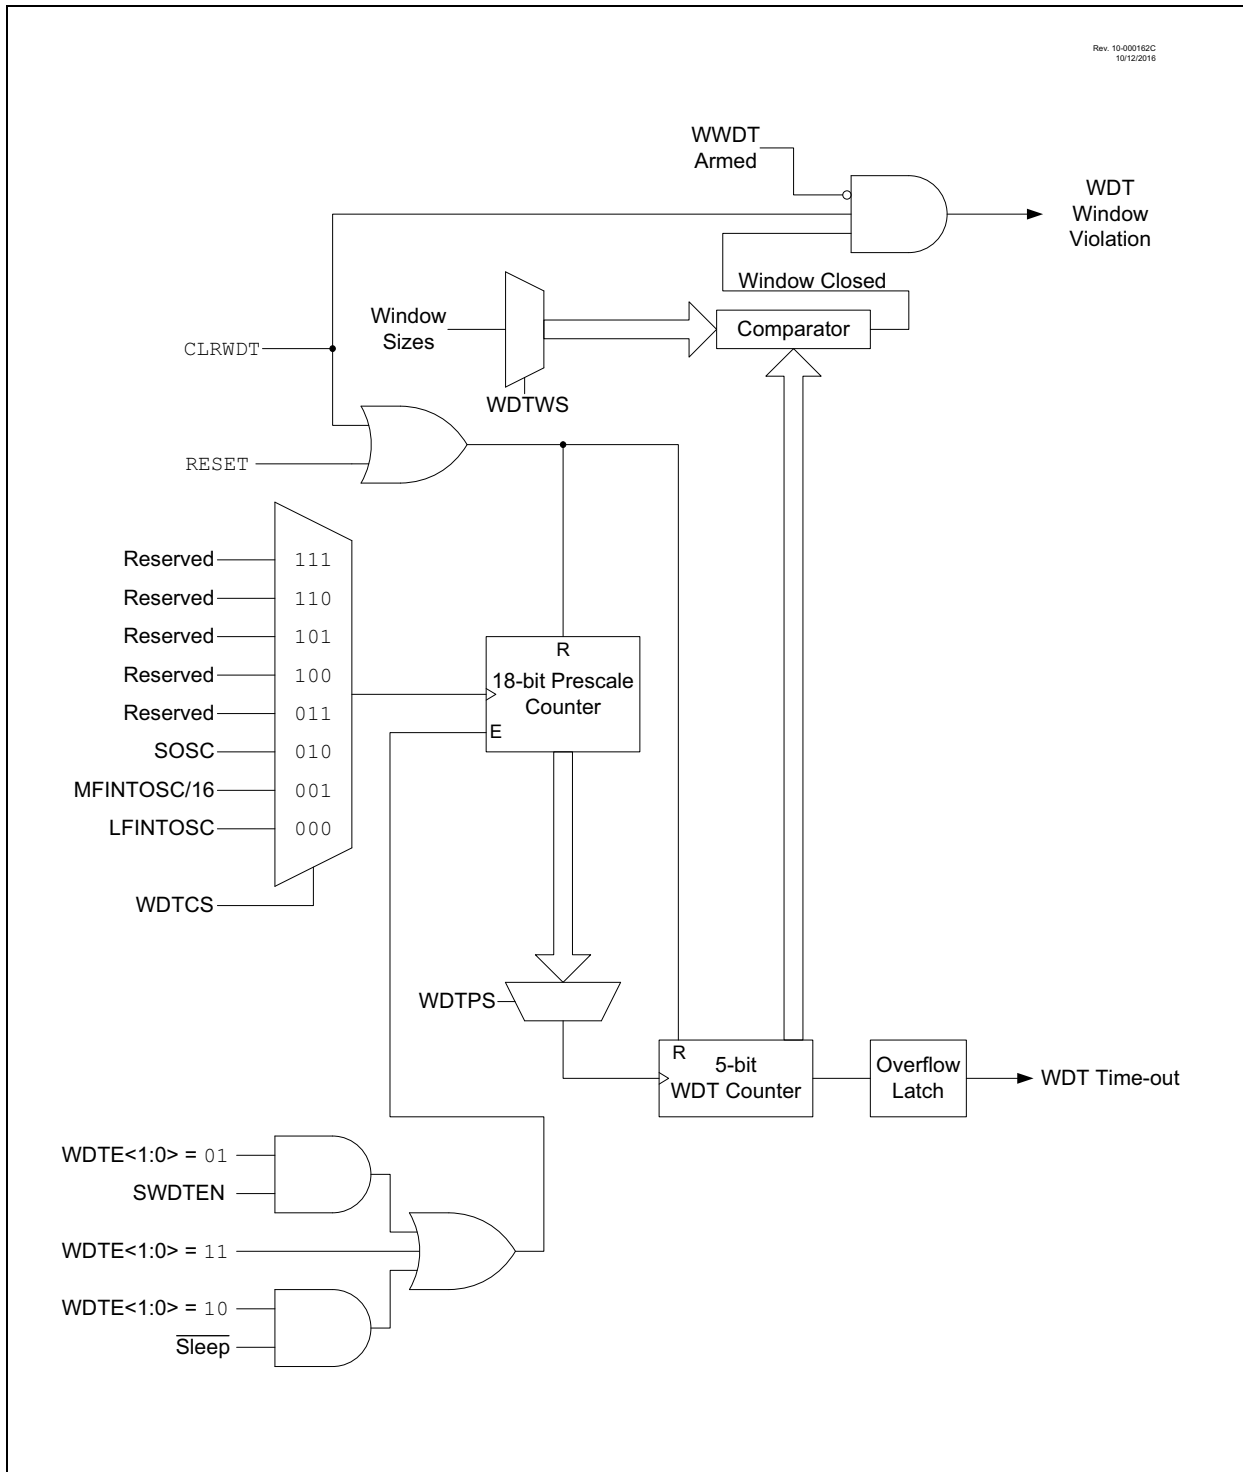 Rev. 10-000162C
10/12/2016
WWDT
Armed
WDT
Window
Violation
Window Closed
Window
Sizes
Comparator
CLRWDT
WDTWS
RESET
Reserved 111
Reserved 110
Reserved 101
Reserved 100
Reserved 011
SOSC 010
MFINTOSC/16 001
LFINTOSC 000
WDTCS
R
18-bit Prescale
Counter
E
WDTPS
R
5-bit
WDT Counter
Overflow
Latch
WDT Time-out
WDTE<1:0> = 01
SWDTEN
WDTE<1:0> = 11
WDTE<1:0> = 10
Sleep